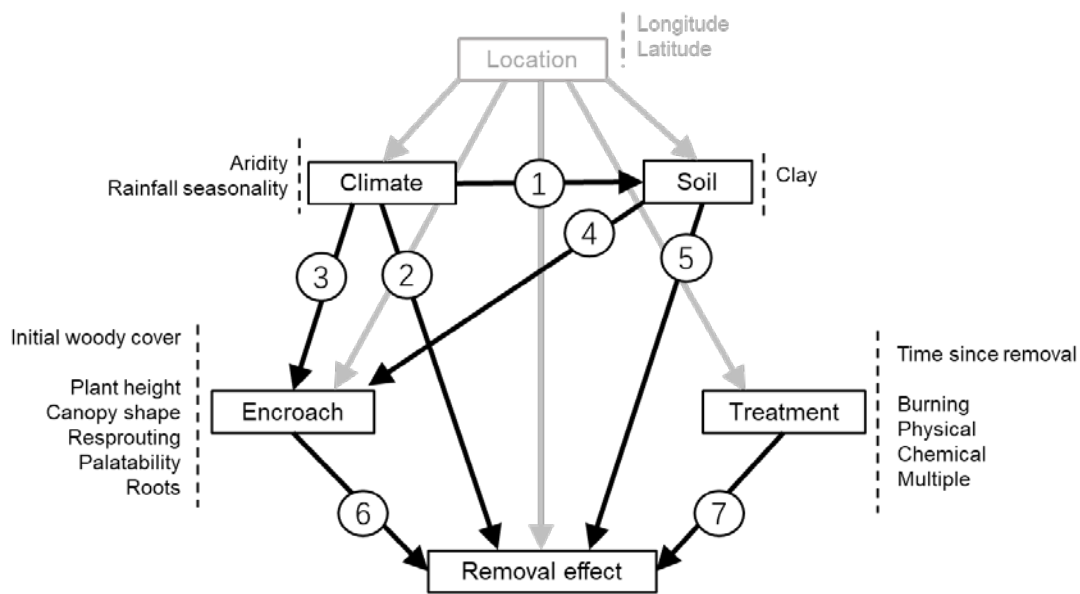 Longitude
Latitude
Location
Aridity
Rainfall seasonality
Climate
1
Soil
Clay
3
2
4
5
Initial woody cover
Plant height
Canopy shape
Resprouting
Palatability
Roots
Encroach
Treatment
Time since removal
Burning
Physical
Chemical
Multiple
6
7
Removal effect